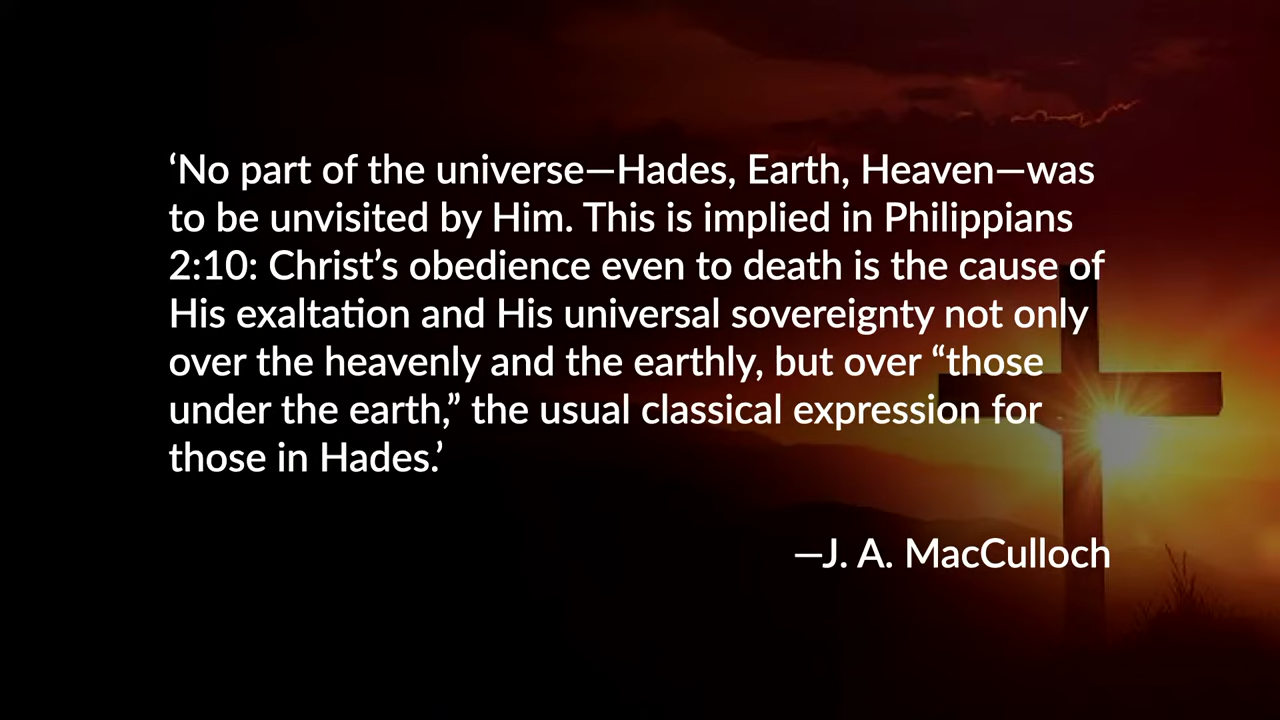 ‘No part of the universe—Hades, Earth, Heaven—was
to be unvisited by Him. This is implied in Philippians
2:10: Christ’s obedience even to death is the cause of
His exaltation and His universal sovereignty not only
over the heavenly and the earthly, but over “those
under the earth,” the usual classical expression for
those in Hades.’
—J. A. MacCulloch